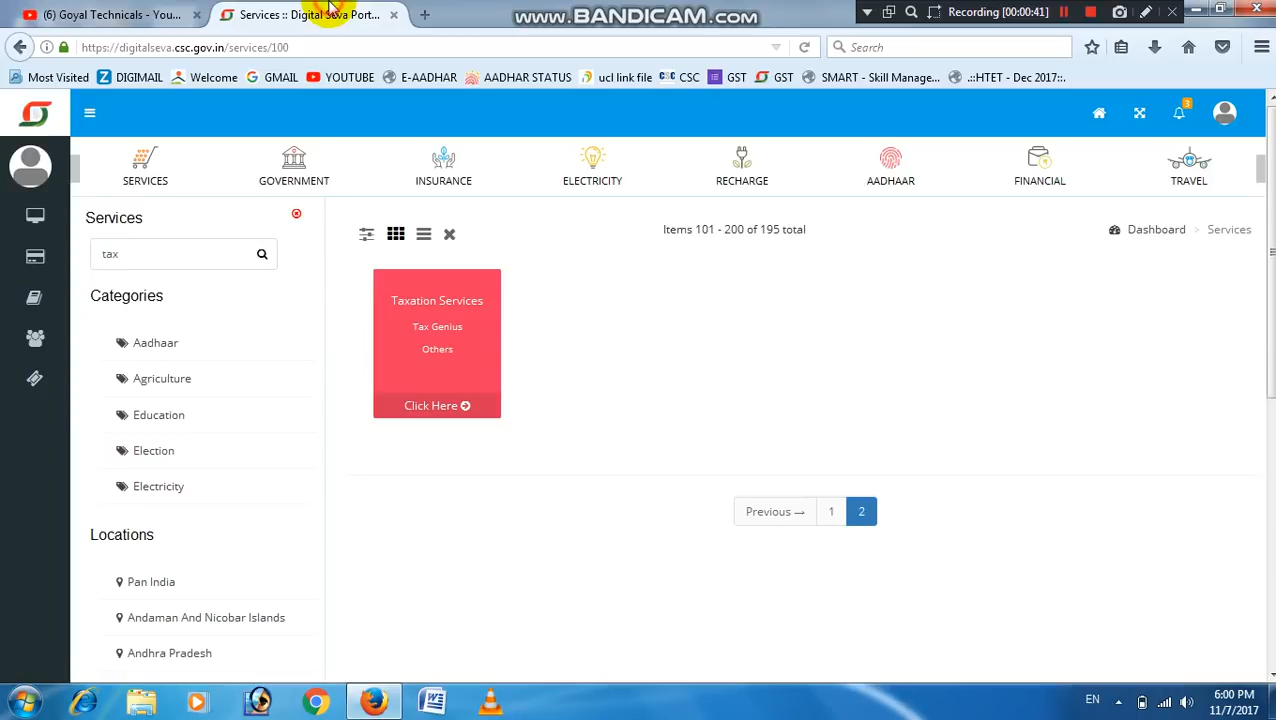 (6) Goyal Technicals - You...
Services :: Digital Seva Port...
www.BANDICAM.com
Recording [00:00:41]
https://digitalseva.csc.gov.in/services/100
Search
Most Visited
DIGIMAIL
Welcome
GMAIL
YOUTUBE
E-AADHAR
AADHAR STATUS
ucl link file
CSC
GST
GST
SMART - Skill Manage...
.::HTET - Dec 2017::.
3
SERVICES
GOVERNMENT
INSURANCE
ELECTRICITY
RECHARGE
AADHAAR
FINANCIAL
TRAVEL
Services
tax
Items 101 - 200 of 195 total
Dashboard > Services
Categories
Aadhaar
Agriculture
Education
Election
Electricity
Taxation Services
Tax Genius
Others
Click Here
Previous → 1 2
Locations
Pan India
Andaman And Nicobar Islands
Andhra Pradesh
EN
6:00 PM
11/7/2017